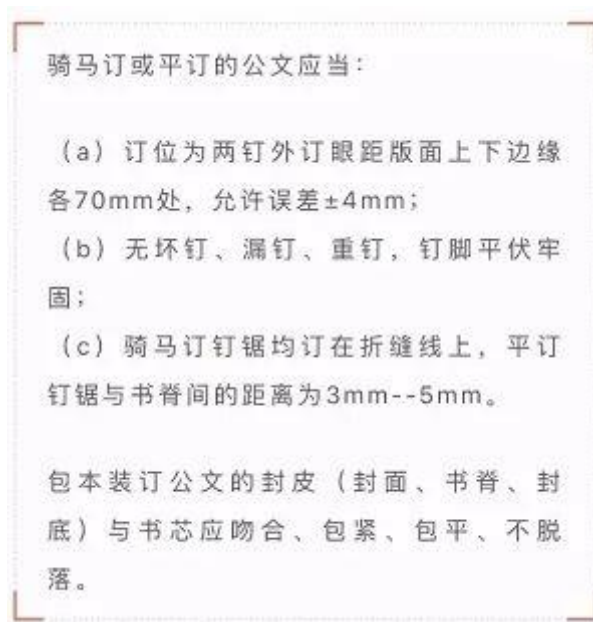 骑马订或平订的公文应当：
（a）订位为两钉外订眼距版面上下边缘
各70mm处，允许误差±4mm；
（b）无坏钉、漏钉、重钉，钉脚平伏牢
固；
（c）骑马订钉锯均订在折缝线上，平订
钉锯与书脊间的距离为3mm--5mm。
包本装订公文的封皮（封面、书脊、封
底）与书芯应吻合、包紧、包平、不脱
落。